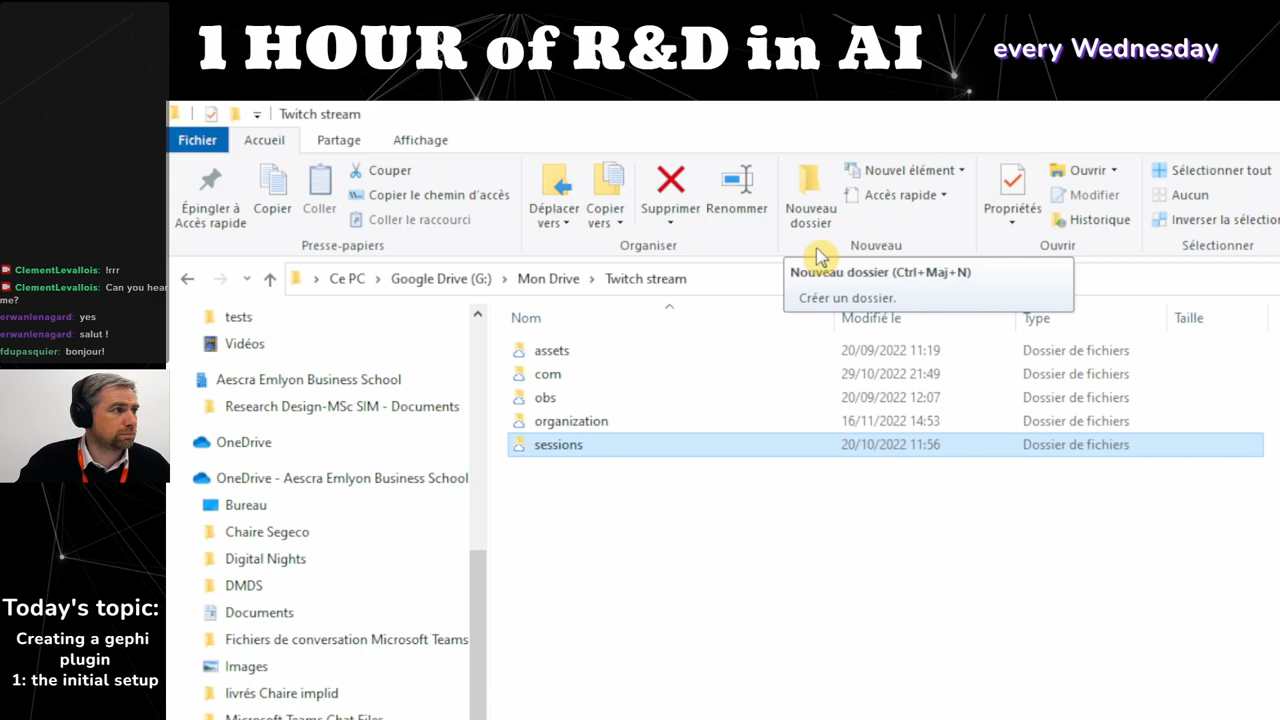 1 HOUR of R&D in AI
every Wednesday
Twitch stream
Fichier
Accueil
Partage
Affichage
Épingler à
Accès rapide
Copier
Coller
Couper
Copier le chemin d'accès
Coller le raccourci
Presse-papiers
Déplacer
vers
Copier
vers
Supprimer
Renommer
Organiser
Nouveau
dossier
Nouvel élément
Accès rapide
Nouveau
Propriétés
Ouvrir
Modifier
Historique
Ouvrir
Sélectionner tout
Aucun
Inverser la sélectio
Sélectionner
Ce PC
Google Drive (G:)
Mon Drive
Twitch stream
Nouveau dossier (Ctrl+Maj+N)
Créer un dossier.
ClementLevallois: !rrr
ClementLevallois: Can you hear
me?
erwanlenagard: yes
erwanlenagard: salut !
fdupasquier: bonjour!
tests
Vidéos
Aescra Emlyon Business School
Research Design-MSc SIM - Documents
OneDrive
OneDrive - Aescra Emlyon Business School
Bureau
Chaire Segeco
Digital Nights
DMDS
Documents
Fichiers de conversation Microsoft Teams
Images
livrés Chaire implid
Microsoft Teams Chat Files
Nom Modifié le Type Taille
assets 20/09/2022 11:19 Dossier de fichiers
com 29/10/2022 21:49 Dossier de fichiers
obs 20/09/2022 12:07 Dossier de fichiers
organization 16/11/2022 14:53 Dossier de fichiers
sessions 20/10/2022 11:56 Dossier de fichiers
Today's topic:
Creating a gephi
plugin
1: the initial setup